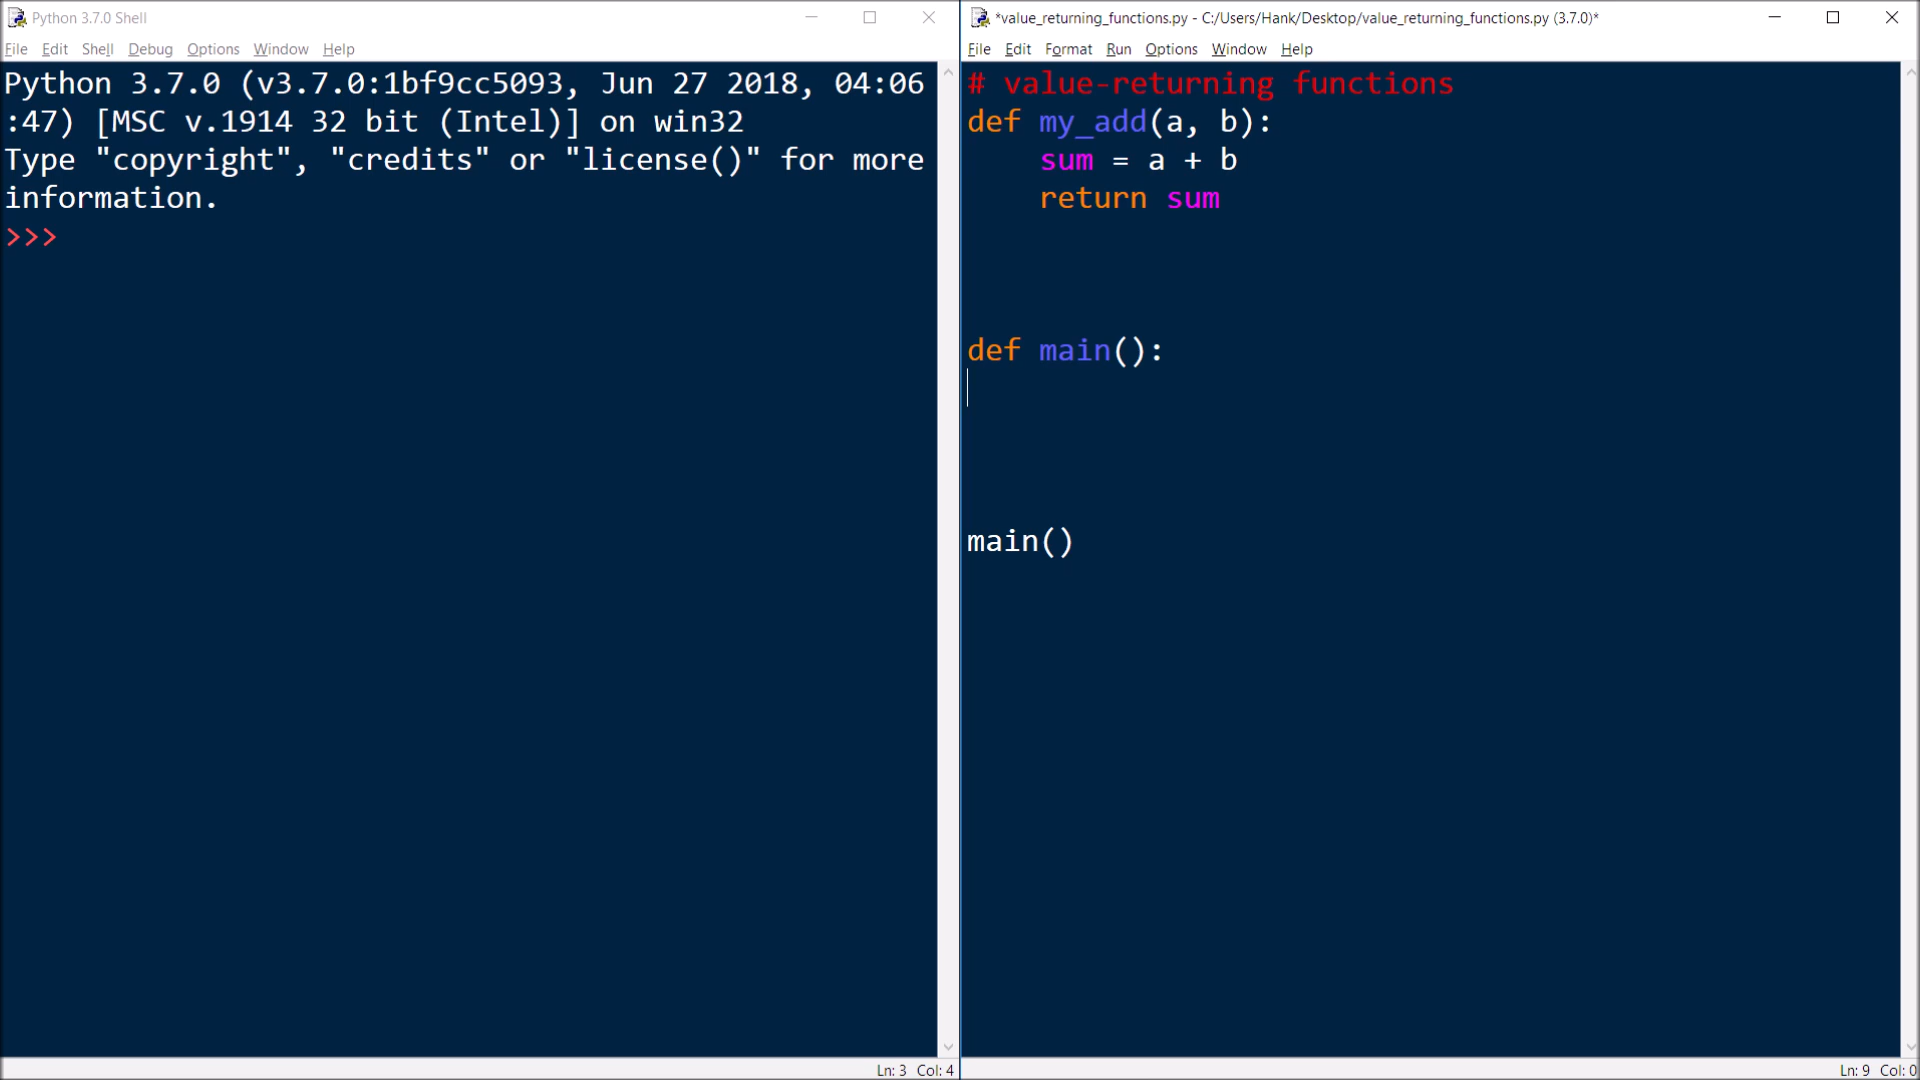 Python 3.7.0 Shell
File Edit Shell Debug Options Window Help
Python 3.7.0 (v3.7.0:1bf9cc5093, Jun 27 2018, 04:06
:47) [MSC v.1914 32 bit (Intel)] on win32
Type "copyright", "credits" or "license()" for more
information.
>>>
Ln: 3 Col: 4
*value_returning_functions.py - C:/Users/Hank/Desktop/value_returning_functions.py (3.7.0)*
File Edit Format Run Options Window Help
# value-returning functions
def my_add(a, b):
    sum = a + b
    return sum
def main():
main()
Ln: 9 Col: 0